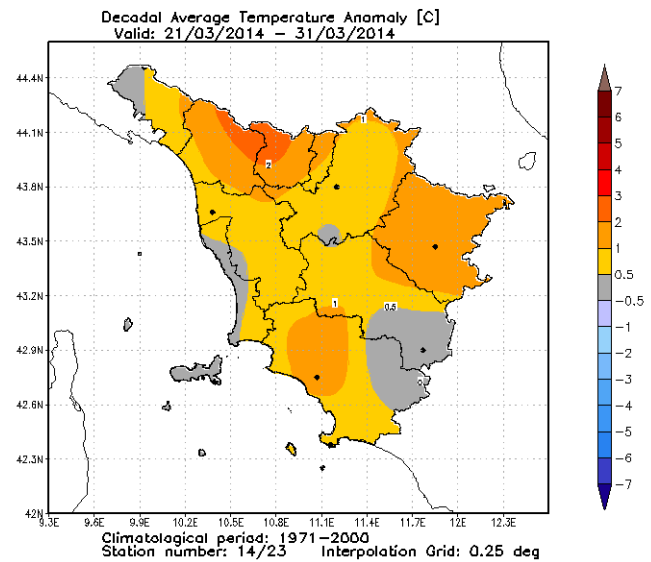 Decadal Average Temperature Anomaly [C]
Valid: 21/03/2014 − 31/03/2014
44.4N
44.1N
43.8N
43.5N
43.2N
42.9N
42.6N
42.3N
42N
9.3E 9.6E 9.9E 10.2E 10.5E 10.8E 11.1E 11.4E 11.7E 12E 12.3E
1
2
1
0.5
7
6
5
4
3
2
1
0.5
−0.5
−1
−2
−3
−4
−5
−6
−7
Climatological period: 1971−2000
Station number: 14/23 Interpolation Grid: 0.25 deg